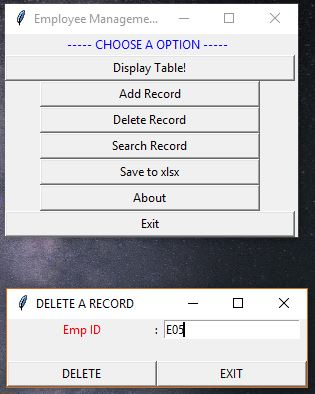 Employee Manageme...
----- CHOOSE A OPTION -----
Display Table!
Add Record
Delete Record
Search Record
Save to xlsx
About
Exit
DELETE A RECORD
Emp ID : E05
DELETE EXIT